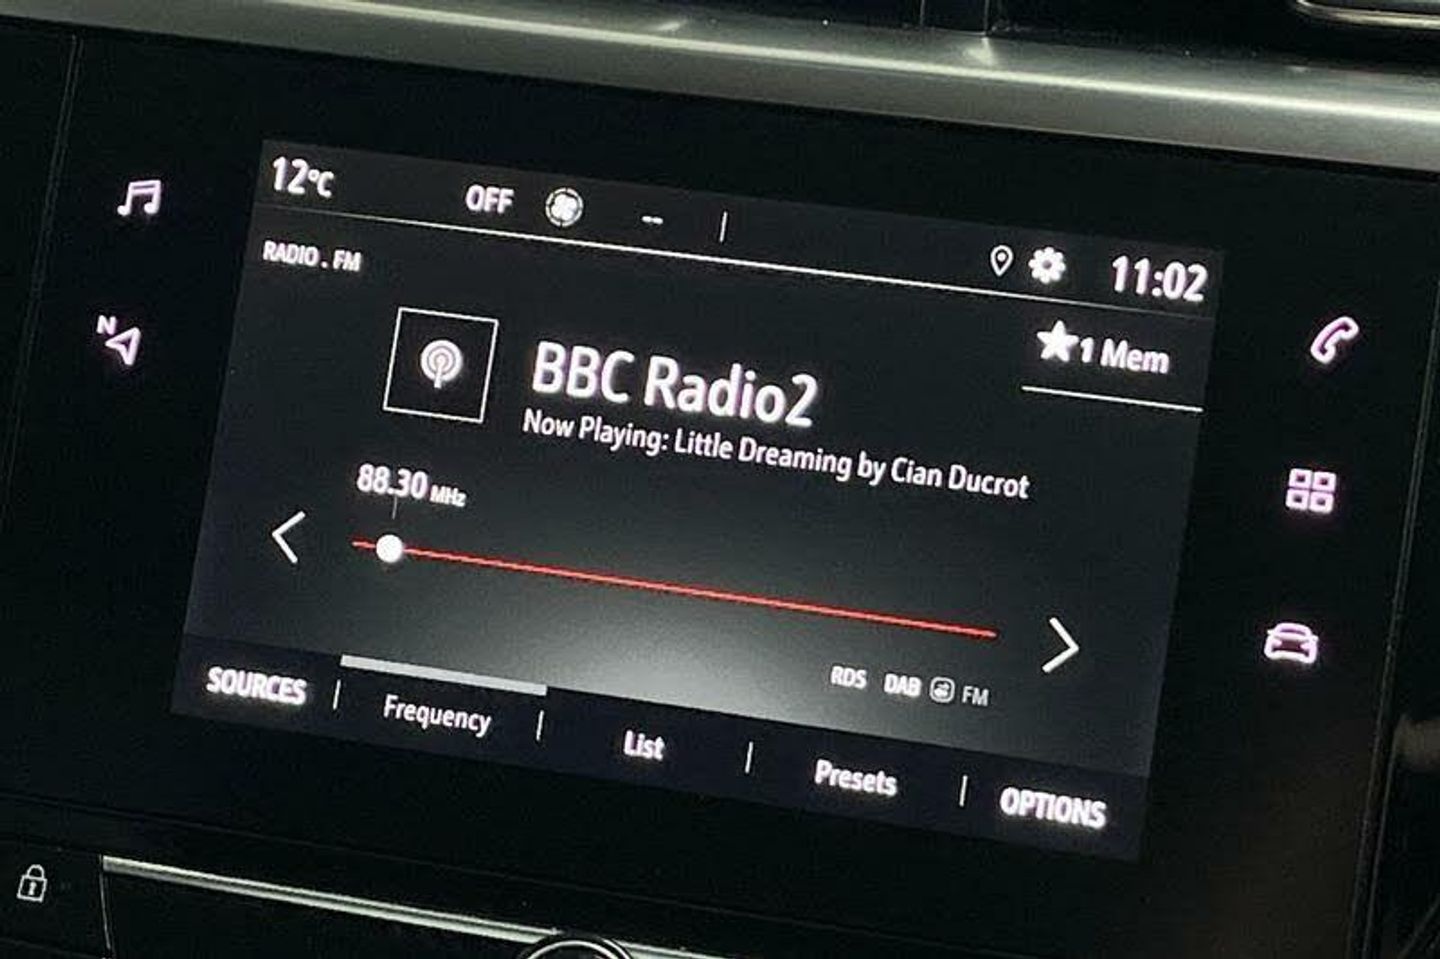 12°C OFF -- 11:02
RADIO . FM
1 Mem
BBC Radio2
Now Playing: Little Dreaming by Cian Ducrot
88.30 MHz
N
RDS DAB FM
SOURCES Frequency List Presets OPTIONS